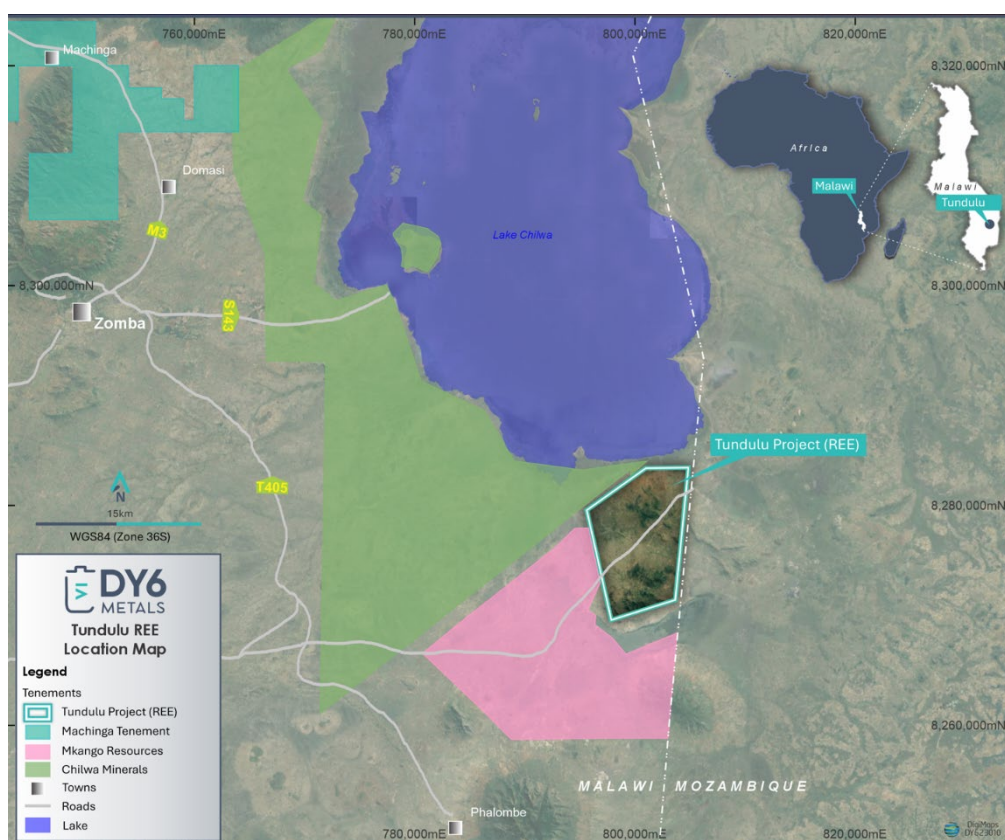 760,000mE
780,000mE
800,000mE
820,000mE
8,320,000mN
Machinga
Domasi
M3
Africa
Malawi
Malawi
Tundulu
Lake Chilwa
8,300,000mN
8,300,000mN
Zomba
S143
Tundulu Project (REE)
T405
N
15km
WGS84 (Zone 36S)
8,280,000mN
DY6
METALS
Tundulu REE
Location Map
Legend
Tenements
Tundulu Project (REE)
Machinga Tenement
Mkango Resources
Chilwa Minerals
Towns
Roads
Lake
8,260,000mN
MALAWI
MOZAMBIQUE
Phalombe
780,000mE
800,000mE
820,000mE
DigMaps